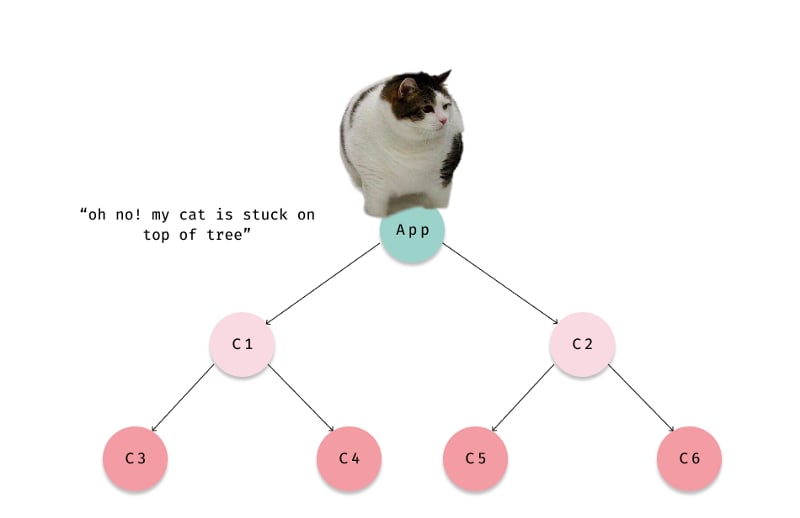 “oh no! my cat is stuck on
top of tree”
App
C1
C2
C3
C4
C5
C6